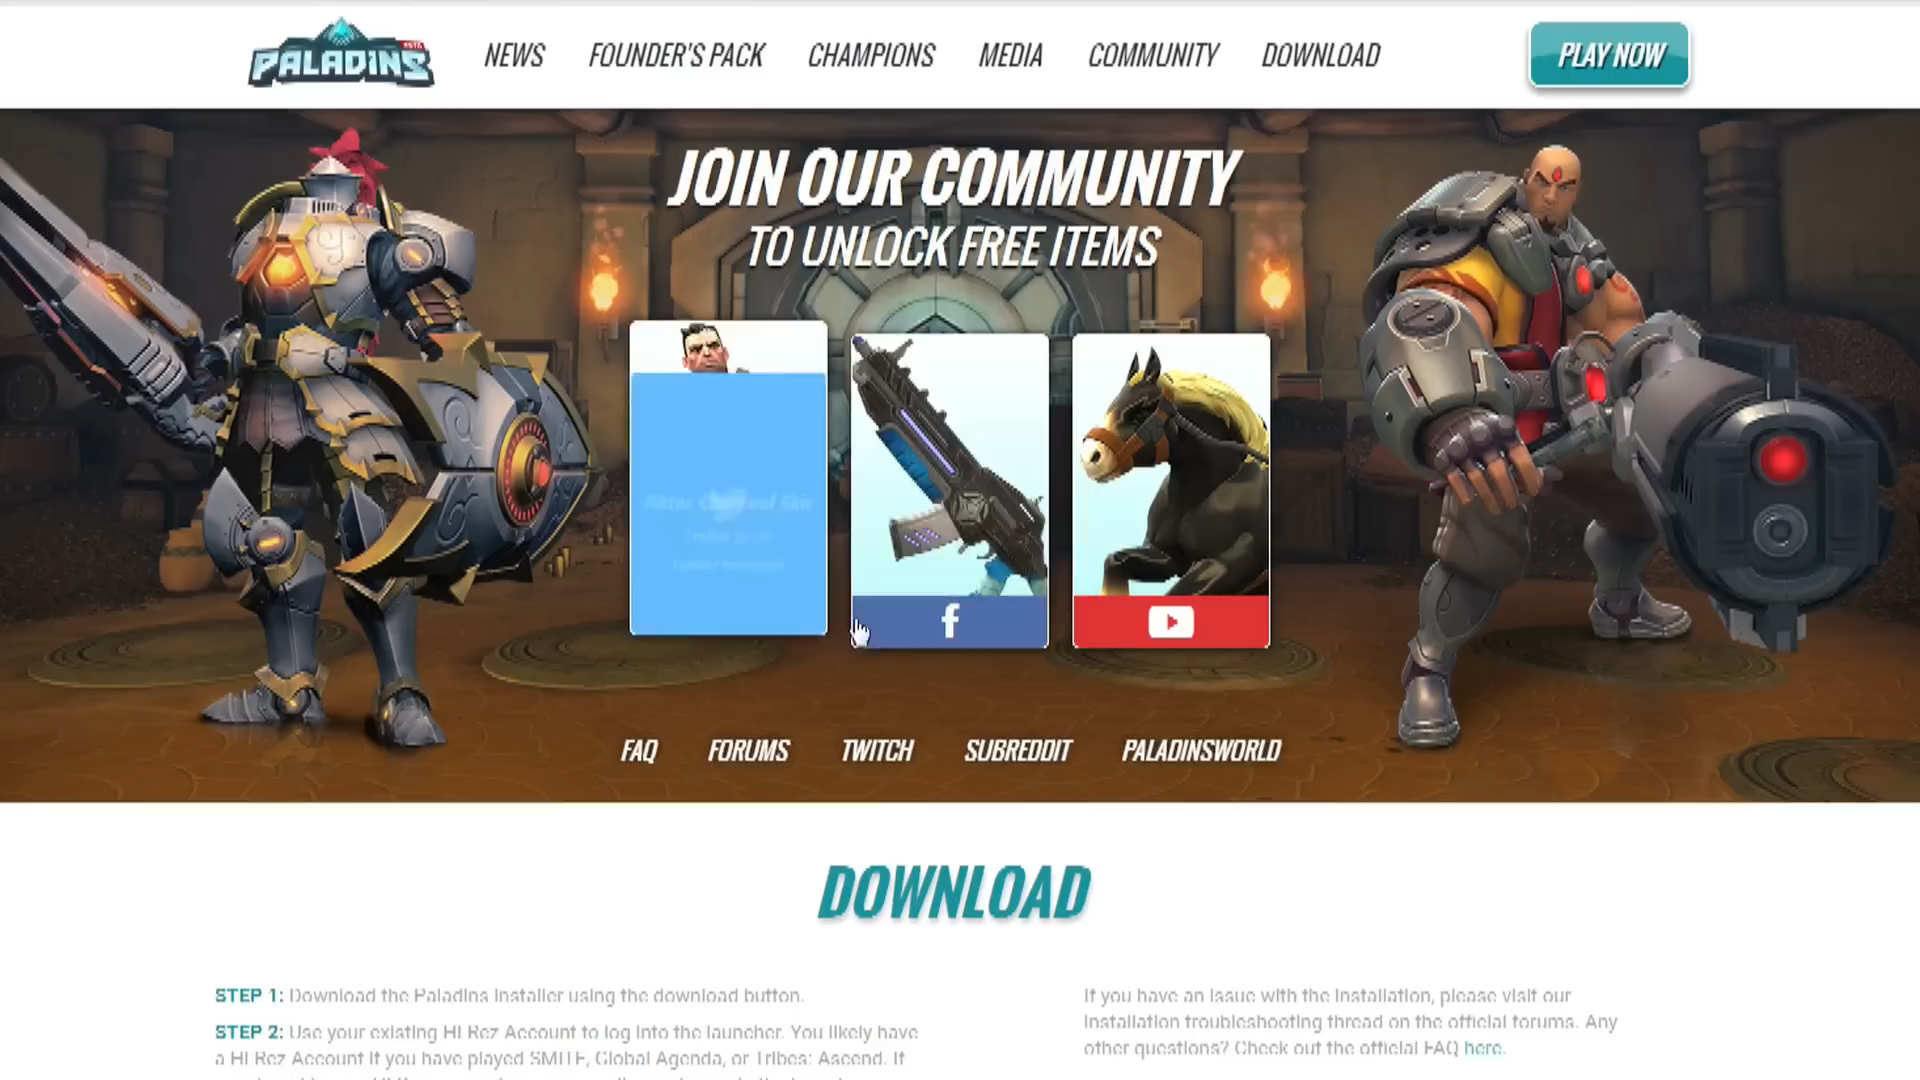 PALADINS BETA
NEWS
FOUNDER'S PACK
CHAMPIONS
MEDIA
COMMUNITY
DOWNLOAD
PLAY NOW
JOIN OUR COMMUNITY
TO UNLOCK FREE ITEMS
f
FAQ
FORUMS
TWITCH
SUBREDDIT
PALADINSWORLD
DOWNLOAD
STEP 1: Download the Paladins Installer using the download button.
STEP 2: Use your existing Hi Rez Account to log into the launcher. You likely have
a Hi Rez Account if you have played SMITE, Global Agenda, or Tribes: Ascend. If
If you have an issue with the installation, please visit our
installation troubleshooting thread on the official forums. Any
other questions? Check out the official FAQ here.